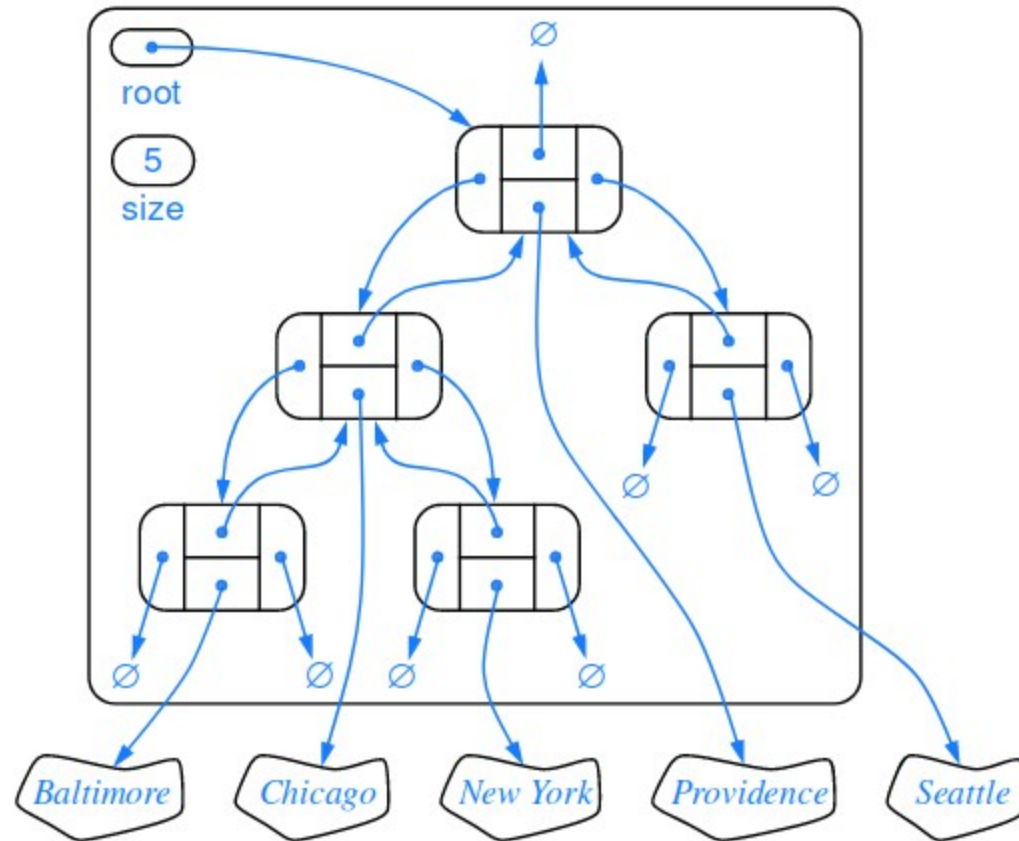 ∅
root
5
size
∅
∅
∅
∅
∅
∅
Baltimore
Chicago
New York
Providence
Seattle